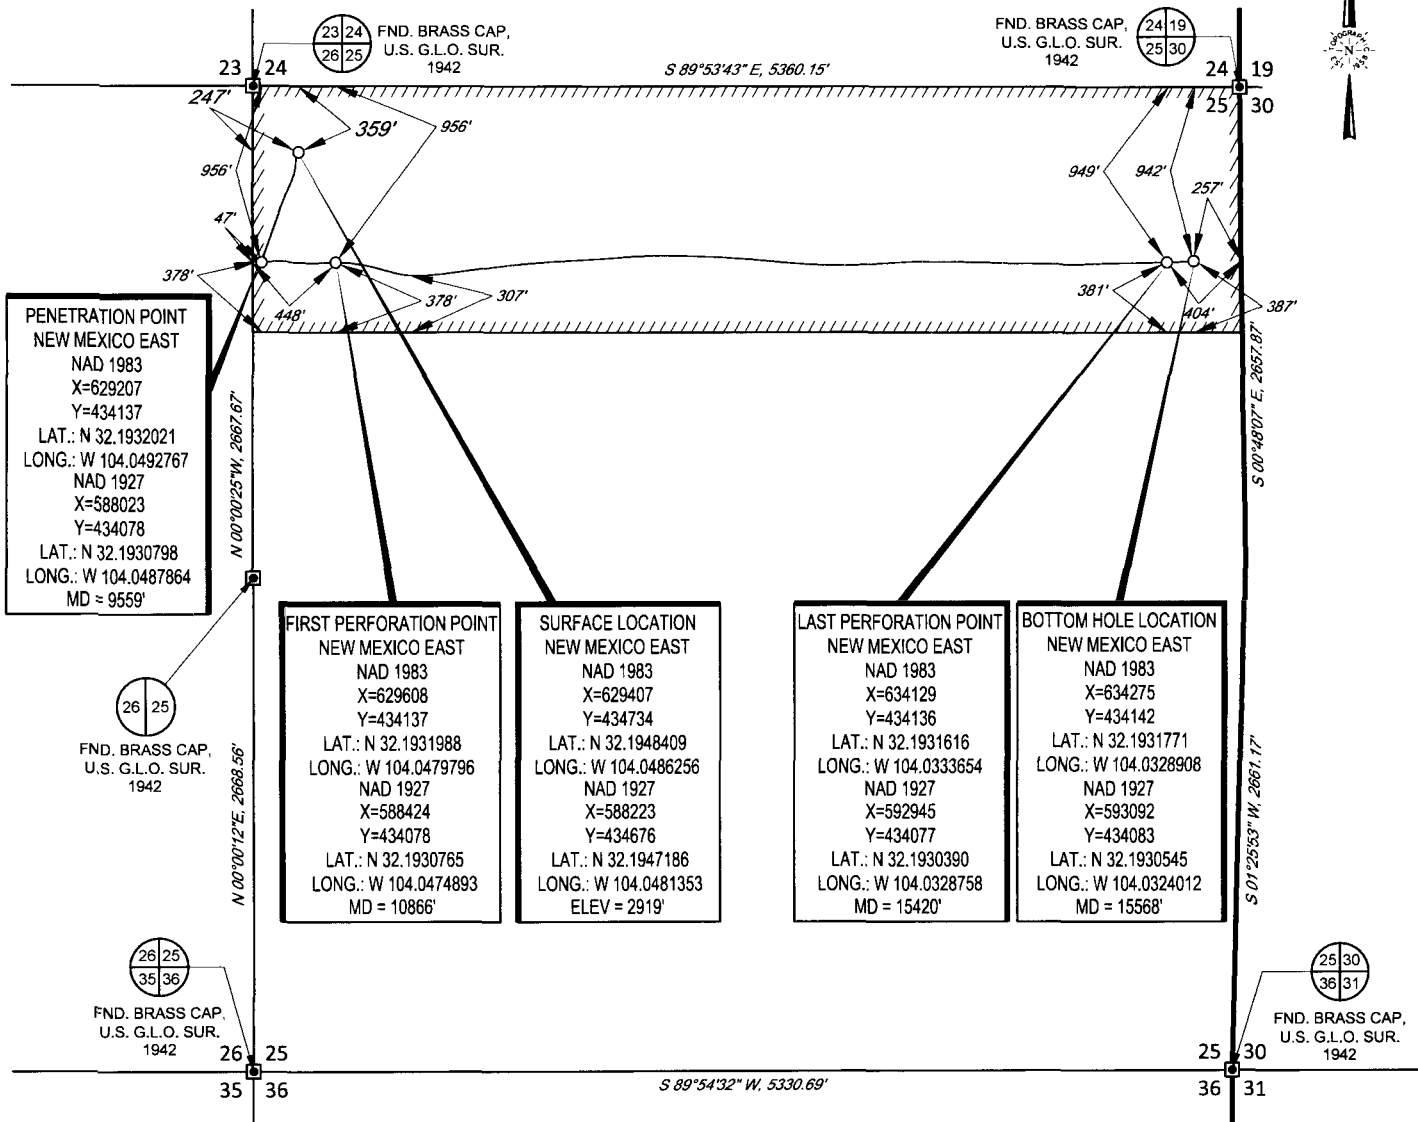 23 24
26 25
FND. BRASS CAP,
U.S. G.L.O. SUR.
1942
FND. BRASS CAP,
U.S. G.L.O. SUR.
1942
24 19
25 30
TOPOGRAPHIC
N
EST. 1958
23 24
S 89°53'43" E, 5360.15'
24 19
25 30
247'
359'
956'
956'
949'
942'
257'
47'
378'
448'
378'
307'
381'
404'
387'
PENETRATION POINT
NEW MEXICO EAST
NAD 1983
X=629207
Y=434137
LAT.: N 32.1932021
LONG.: W 104.0492767
NAD 1927
X=588023
Y=434078
LAT.: N 32.1930798
LONG.: W 104.0487864
MD = 9559'
N 00°00'25"W, 2667.67'
S 00°48'07" E, 2657.87'
FIRST PERFORATION POINT
NEW MEXICO EAST
NAD 1983
X=629608
Y=434137
LAT.: N 32.1931988
LONG.: W 104.0479796
NAD 1927
X=588424
Y=434078
LAT.: N 32.1930765
LONG.: W 104.0474893
MD = 10866'
SURFACE LOCATION
NEW MEXICO EAST
NAD 1983
X=629407
Y=434734
LAT.: N 32.1948409
LONG.: W 104.0486256
NAD 1927
X=588223
Y=434676
LAT.: N 32.1947186
LONG.: W 104.0481353
ELEV = 2919'
LAST PERFORATION POINT
NEW MEXICO EAST
NAD 1983
X=634129
Y=434136
LAT.: N 32.1931616
LONG.: W 104.0333654
NAD 1927
X=592945
Y=434077
LAT.: N 32.1930390
LONG.: W 104.0328758
MD = 15420'
BOTTOM HOLE LOCATION
NEW MEXICO EAST
NAD 1983
X=634275
Y=434142
LAT.: N 32.1931771
LONG.: W 104.0328908
NAD 1927
X=593092
Y=434083
LAT.: N 32.1930545
LONG.: W 104.0324012
MD = 15568'
26 25
FND. BRASS CAP,
U.S. G.L.O. SUR.
1942
N 00°00'12"E, 2668.56'
S 01°25'53" W, 2661.17'
26 25
35 36
FND. BRASS CAP,
U.S. G.L.O. SUR.
1942
25 30
36 31
FND. BRASS CAP,
U.S. G.L.O. SUR.
1942
26 25
35 36
S 89°54'32" W, 5330.69'
25 30
36 31